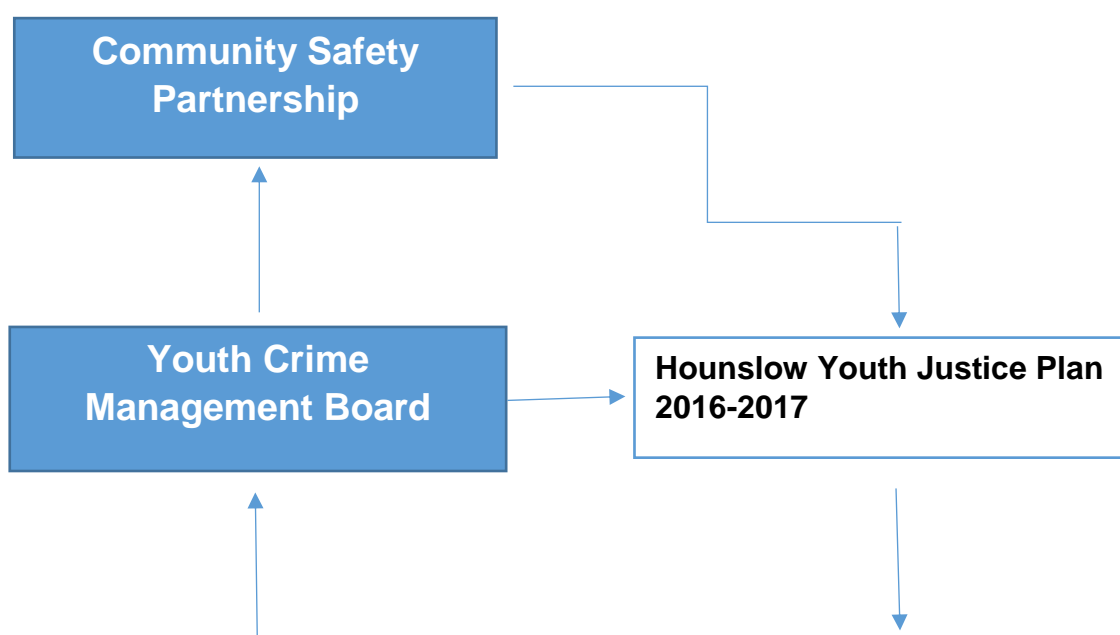 Community Safety
Partnership
Youth Crime
Management Board
Hounslow Youth Justice Plan
2016-2017